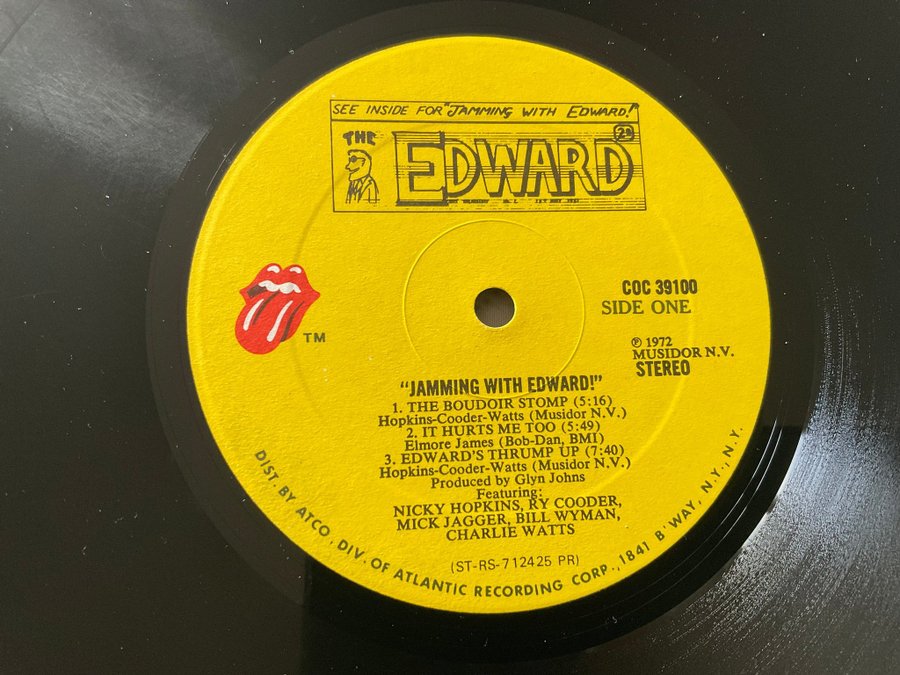 SEE INSIDE FOR "JAMMING WITH EDWARD!"
THE EDWARD
COC 39100
SIDE ONE
℗ 1972
MUSIDOR N.V.
STEREO
TM
"JAMMING WITH EDWARD!"
1. THE BOUDOIR STOMP (5:16)
Hopkins-Cooder-Watts (Musidor N.V.)
2. IT HURTS ME TOO (5:49)
Elmore James (Bob-Dan, BMI)
3. EDWARD'S THRUMP UP (7:40)
Hopkins-Cooder-Watts (Musidor N.V.)
Produced by Glyn Johns
Featuring:
NICKY HOPKINS, RY COODER,
MICK JAGGER, BILL WYMAN,
CHARLIE WATTS
(ST-RS-712425 PR)
DIST. BY ATCO, DIV. OF ATLANTIC RECORDING CORP., 1841 B'WAY, N.Y., N.Y.